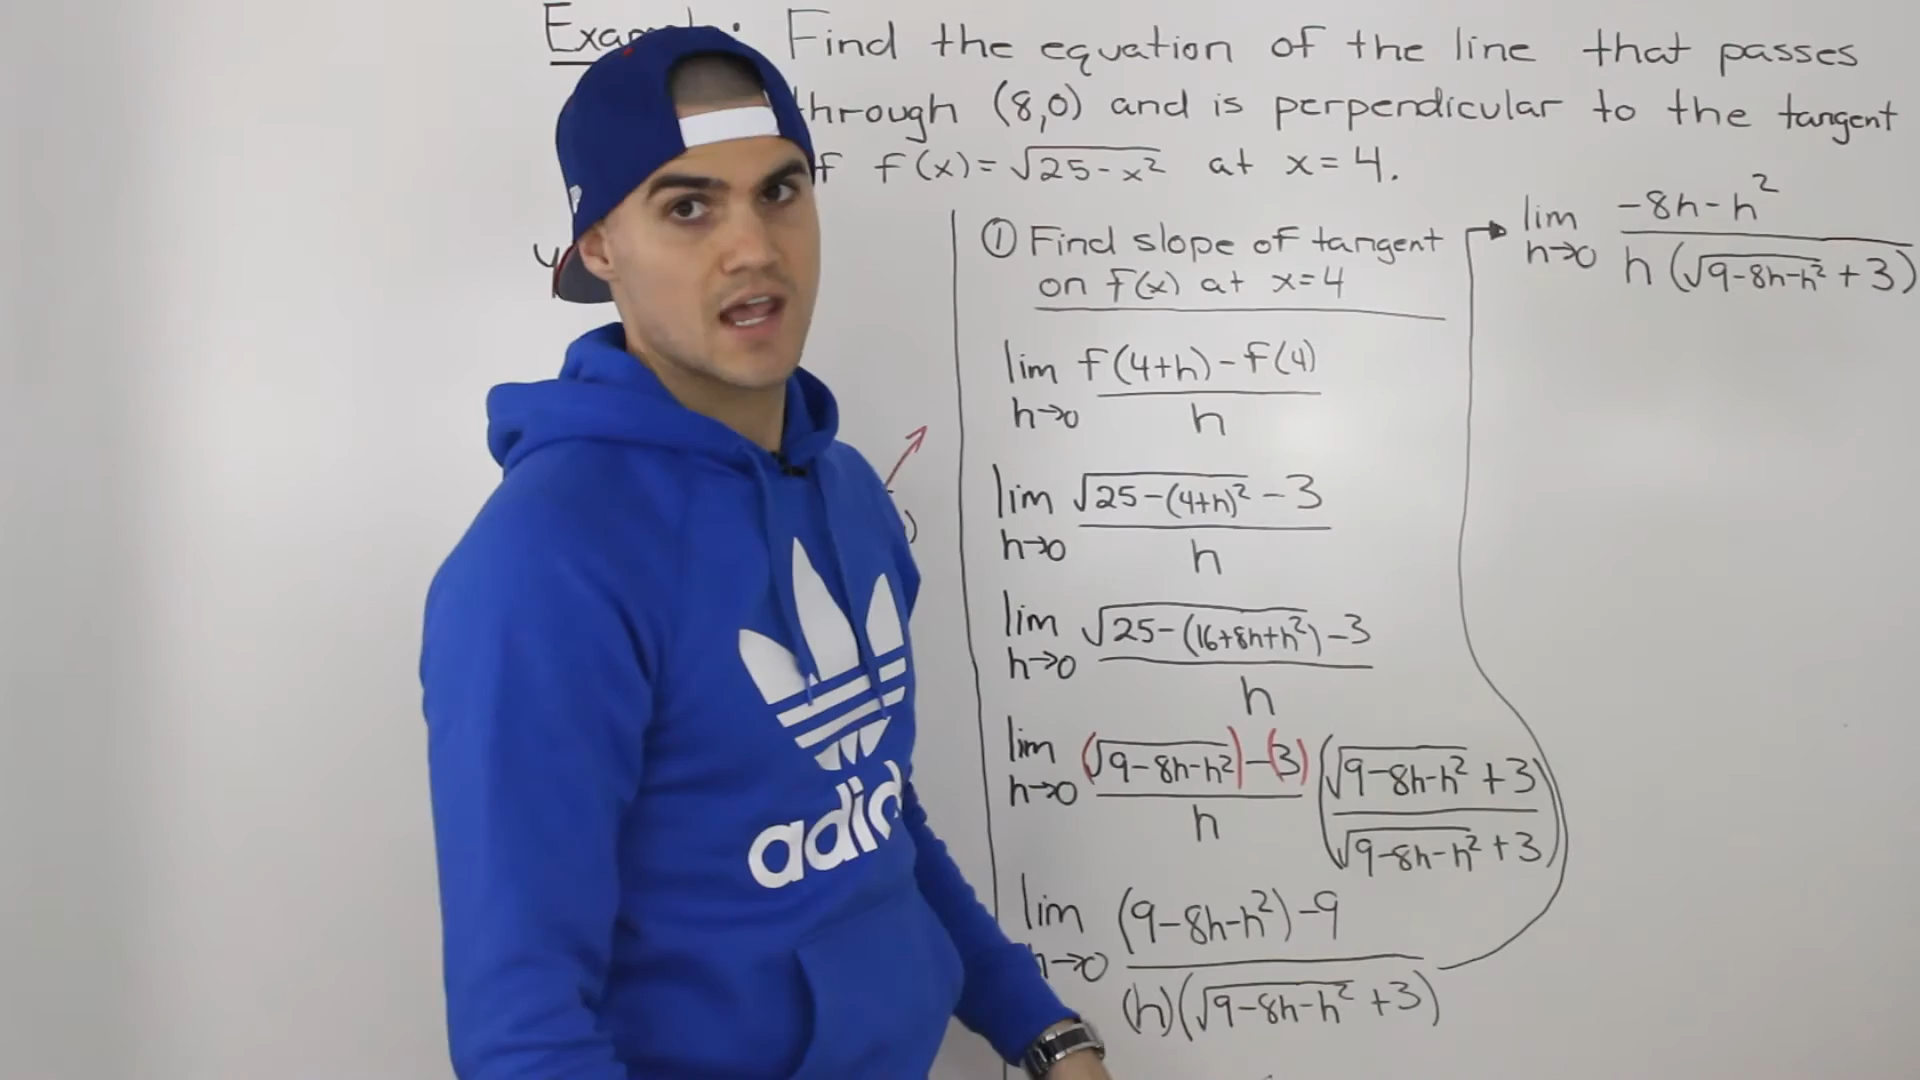 Find the equation of the line that passes
through (8,0) and is perpendicular to the tangent
f(x)=√25-x² at x=4.
① Find slope of tangent
on f(x) at x=4
lim f(4+h)-f(4)
h→0 h
lim √25-(4+h)² -3
h→0 h
lim √25-(16+8h+h²) -3
h→0 h
lim (√9-8h-h²)-(3) (√9-8h-h² +3)
h→0 h (√9-8h-h² +3)
lim (9-8h-h²)-9
h→0 (h)(√9-8h-h² +3)
lim -8h-h²
h→0 h(√9-8h-h² +3)
y